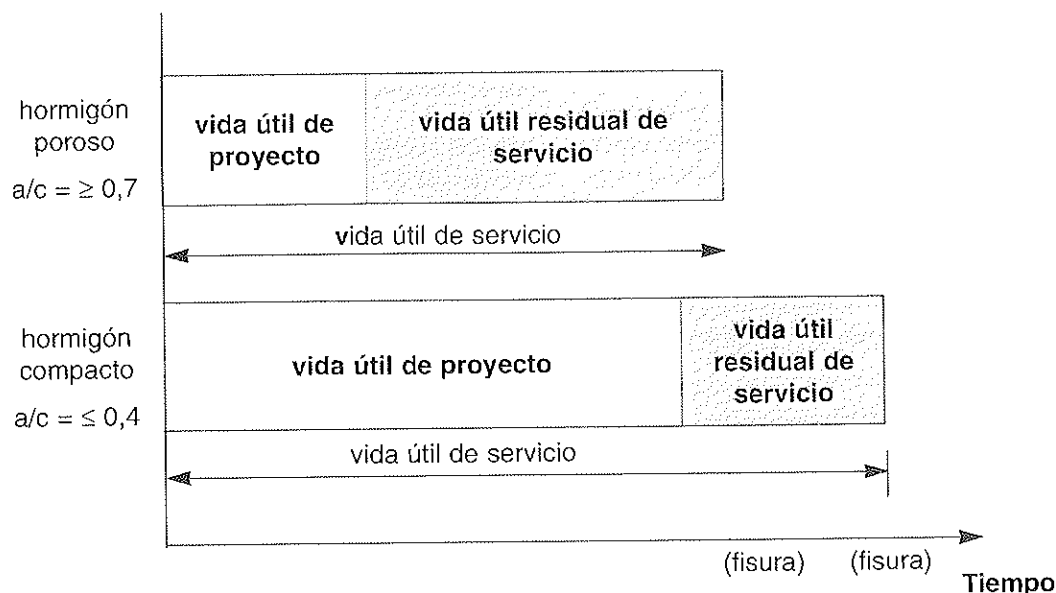 hormigón
poroso
a/c = ≥ 0,7
vida útil de
proyecto
vida útil residual de
servicio
vida útil de servicio
hormigón
compacto
a/c = ≤ 0,4
vida útil de proyecto
vida útil
residual de
servicio
vida útil de servicio
(fisura) (fisura)
Tiempo